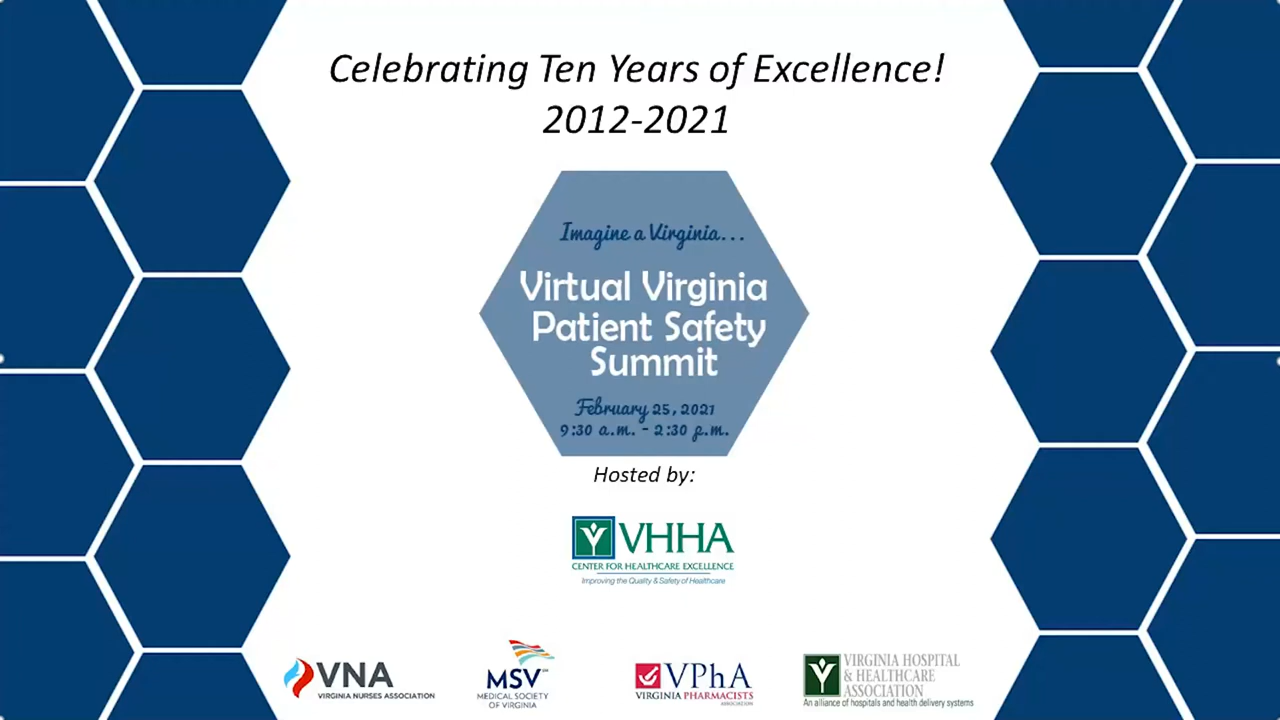 Celebrating Ten Years of Excellence!
2012-2021
Imagine a Virginia...
Virtual Virginia
Patient Safety
Summit
February 25, 2021
9:30 a.m. - 2:30 p.m.
Hosted by:
VHHA
CENTER FOR HEALTHCARE EXCELLENCE
Improving the Quality & Safety of Healthcare
VNA
VIRGINIA NURSES ASSOCIATION
MSV
MEDICAL SOCIETY
OF VIRGINIA
VPhA
VIRGINIA PHARMACISTS
ASSOCIATION
VIRGINIA HOSPITAL
& HEALTHCARE
ASSOCIATION
An alliance of hospitals and health delivery systems